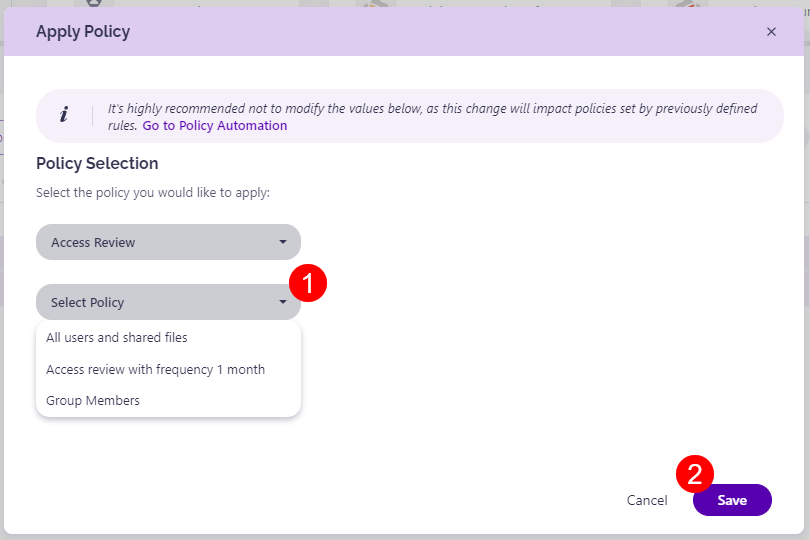 Apply Policy
It's highly recommended not to modify the values below, as this change will impact policies set by previously defined
rules. Go to Policy Automation
Policy Selection
Select the policy you would like to apply:
Access Review
1
Select Policy
All users and shared files
Access review with frequency 1 month
Group Members
2
Cancel
Save